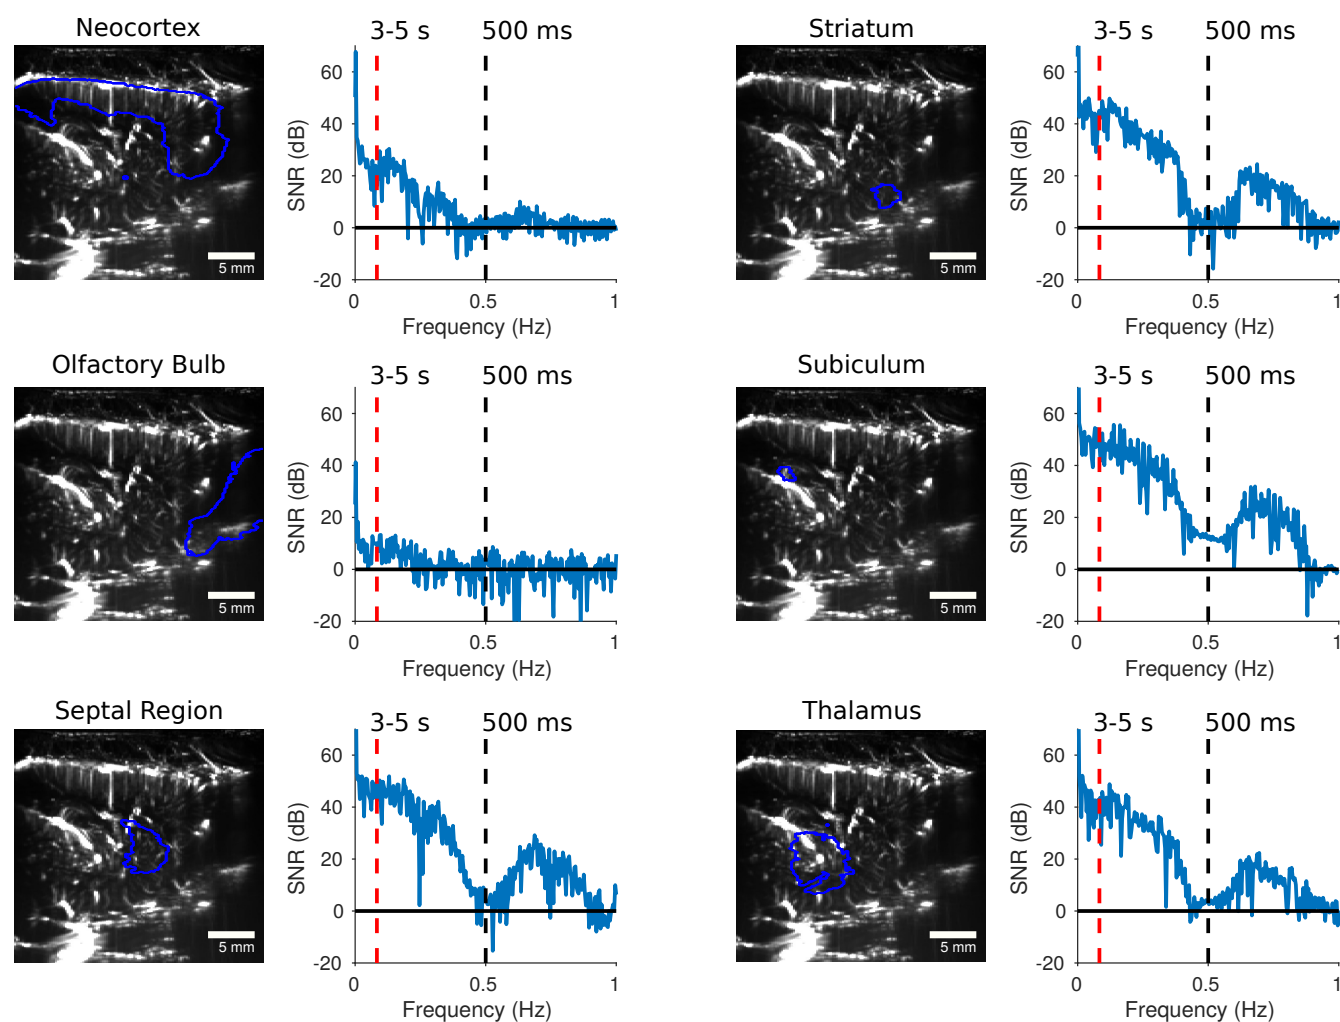 Neocortex
3-5 s
500 ms
60
40
20
0
-20
SNR (dB)
0
0.5
1
Frequency (Hz)
5 mm
Striatum
3-5 s
500 ms
60
40
20
0
-20
SNR (dB)
0
0.5
1
Frequency (Hz)
5 mm
Olfactory Bulb
3-5 s
500 ms
60
40
20
0
-20
SNR (dB)
0
0.5
1
Frequency (Hz)
5 mm
Subiculum
3-5 s
500 ms
60
40
20
0
-20
SNR (dB)
0
0.5
1
Frequency (Hz)
5 mm
Septal Region
3-5 s
500 ms
60
40
20
0
-20
SNR (dB)
0
0.5
1
Frequency (Hz)
5 mm
Thalamus
3-5 s
500 ms
60
40
20
0
-20
SNR (dB)
0
0.5
1
Frequency (Hz)
5 mm